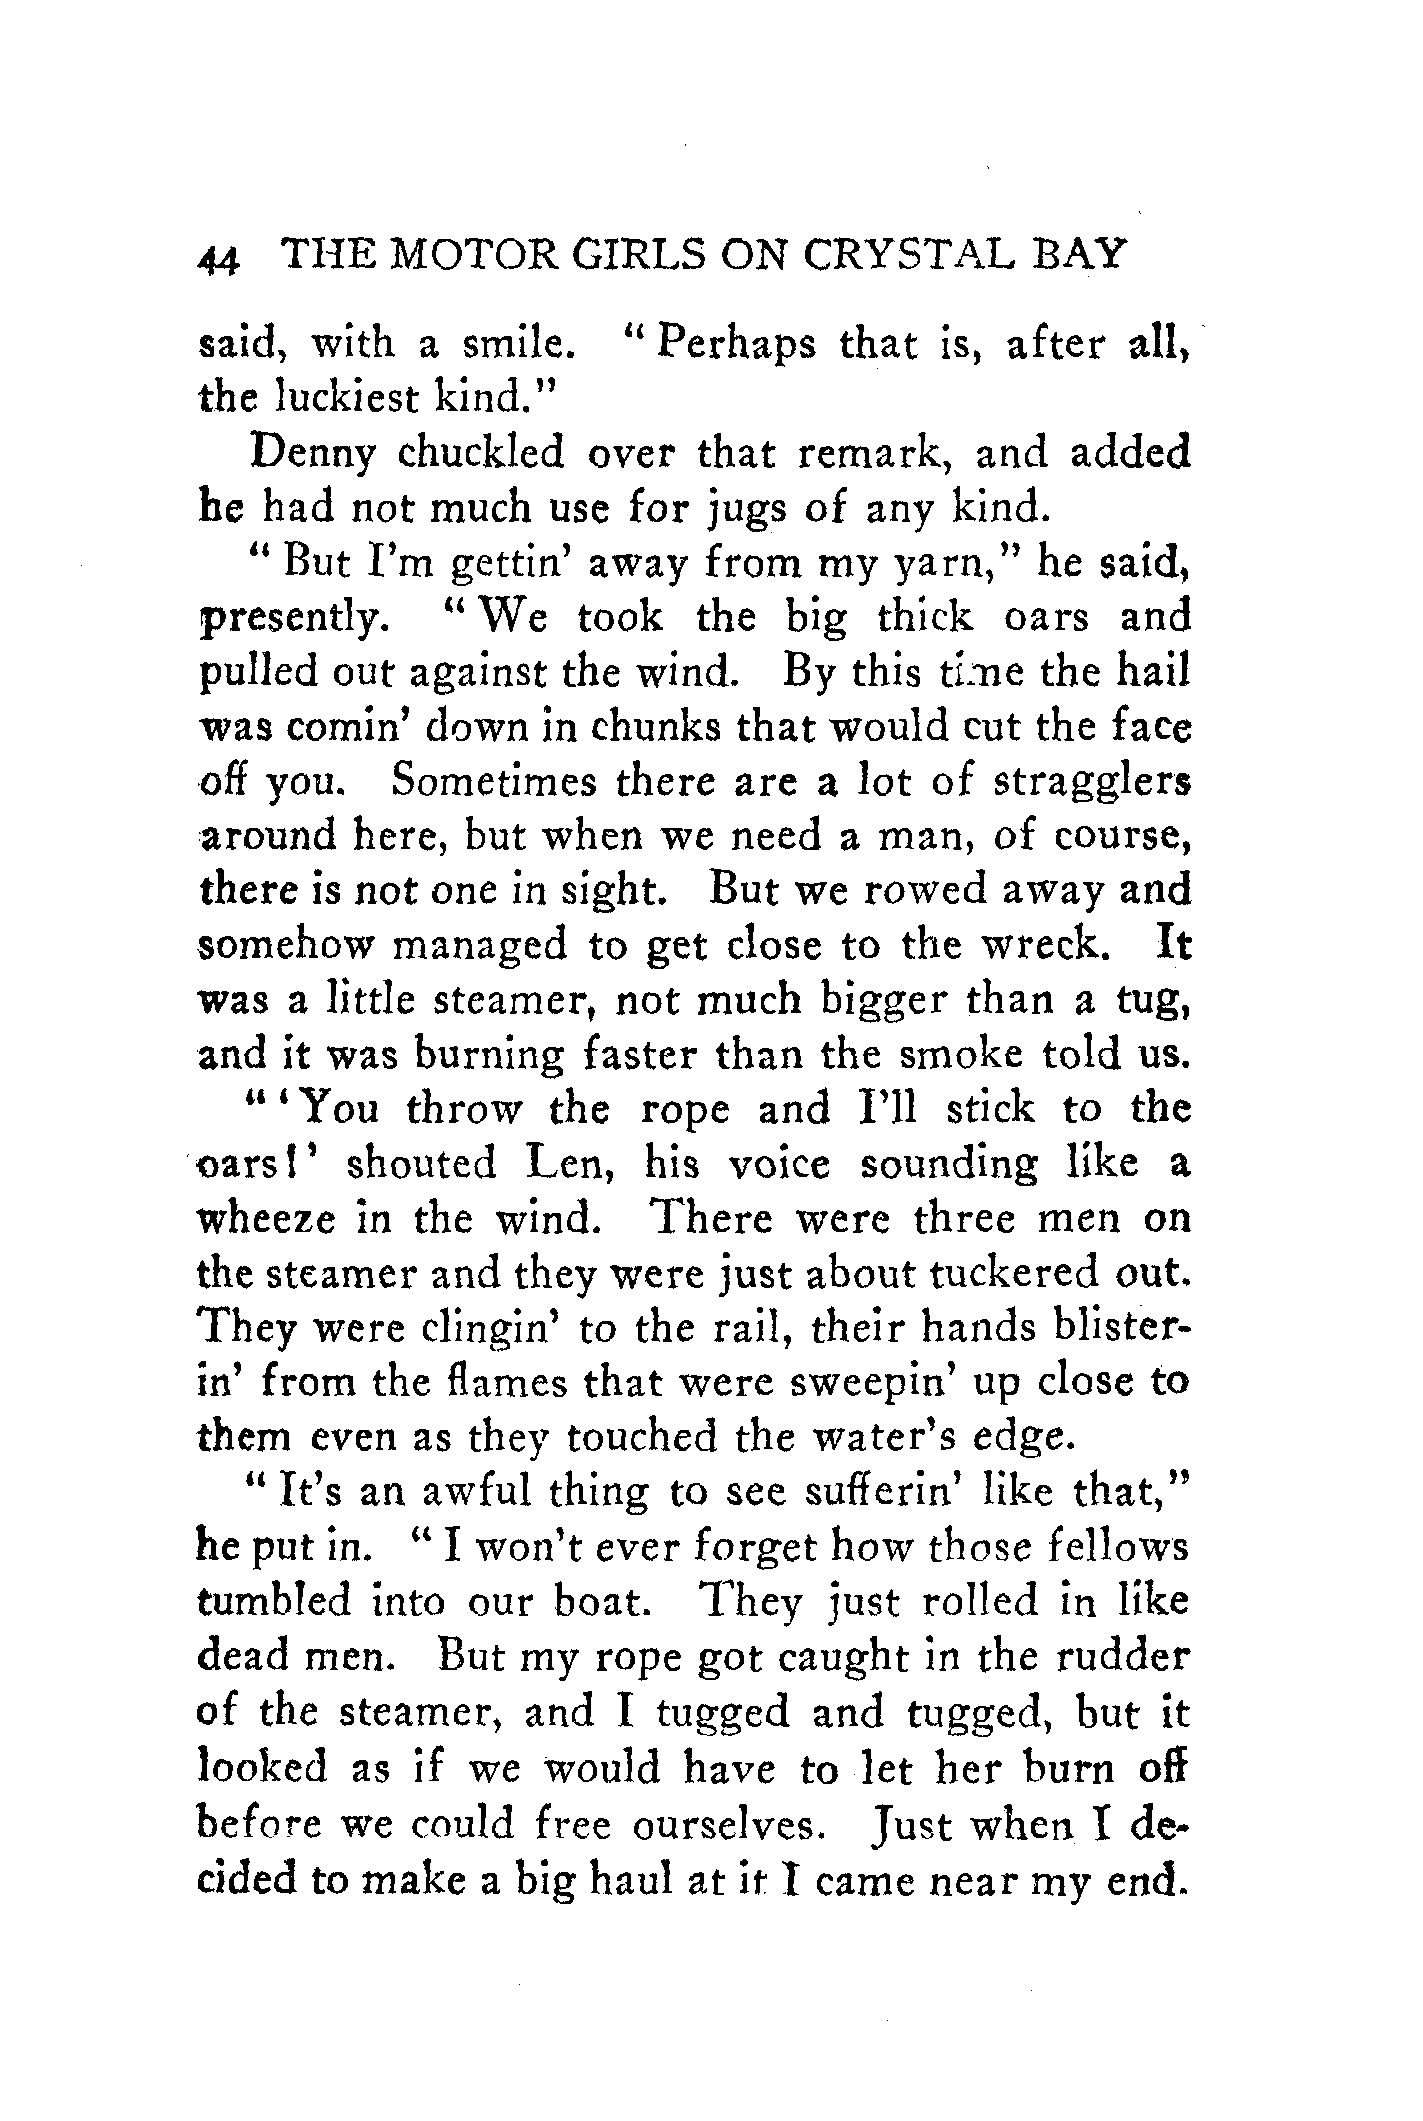 44 THE MOTOR GIRLS ON CRYSTAL BAY
said, with a smile. "Perhaps that is, after all,
the luckiest kind."
Denny chuckled over that remark, and added
he had not much use for jugs of any kind.
"But I'm gettin' away from my yarn," he said,
presently. "We took the big thick oars and
pulled out against the wind. By this time the hail
was comin' down in chunks that would cut the face
off you. Sometimes there are a lot of stragglers
around here, but when we need a man, of course,
there is not one in sight. But we rowed away and
somehow managed to get close to the wreck. It
was a little steamer, not much bigger than a tug,
and it was burning faster than the smoke told us.
"'You throw the rope and I'll stick to the
oars!' shouted Len, his voice sounding like a
wheeze in the wind. There were three men on
the steamer and they were just about tuckered out.
They were clingin' to the rail, their hands blister-
in' from the flames that were sweepin' up close to
them even as they touched the water's edge.
"It's an awful thing to see sufferin' like that,"
he put in. "I won't ever forget how those fellows
tumbled into our boat. They just rolled in like
dead men. But my rope got caught in the rudder
of the steamer, and I tugged and tugged, but it
looked as if we would have to let her burn off
before we could free ourselves. Just when I de-
cided to make a big haul at it I came near my end.